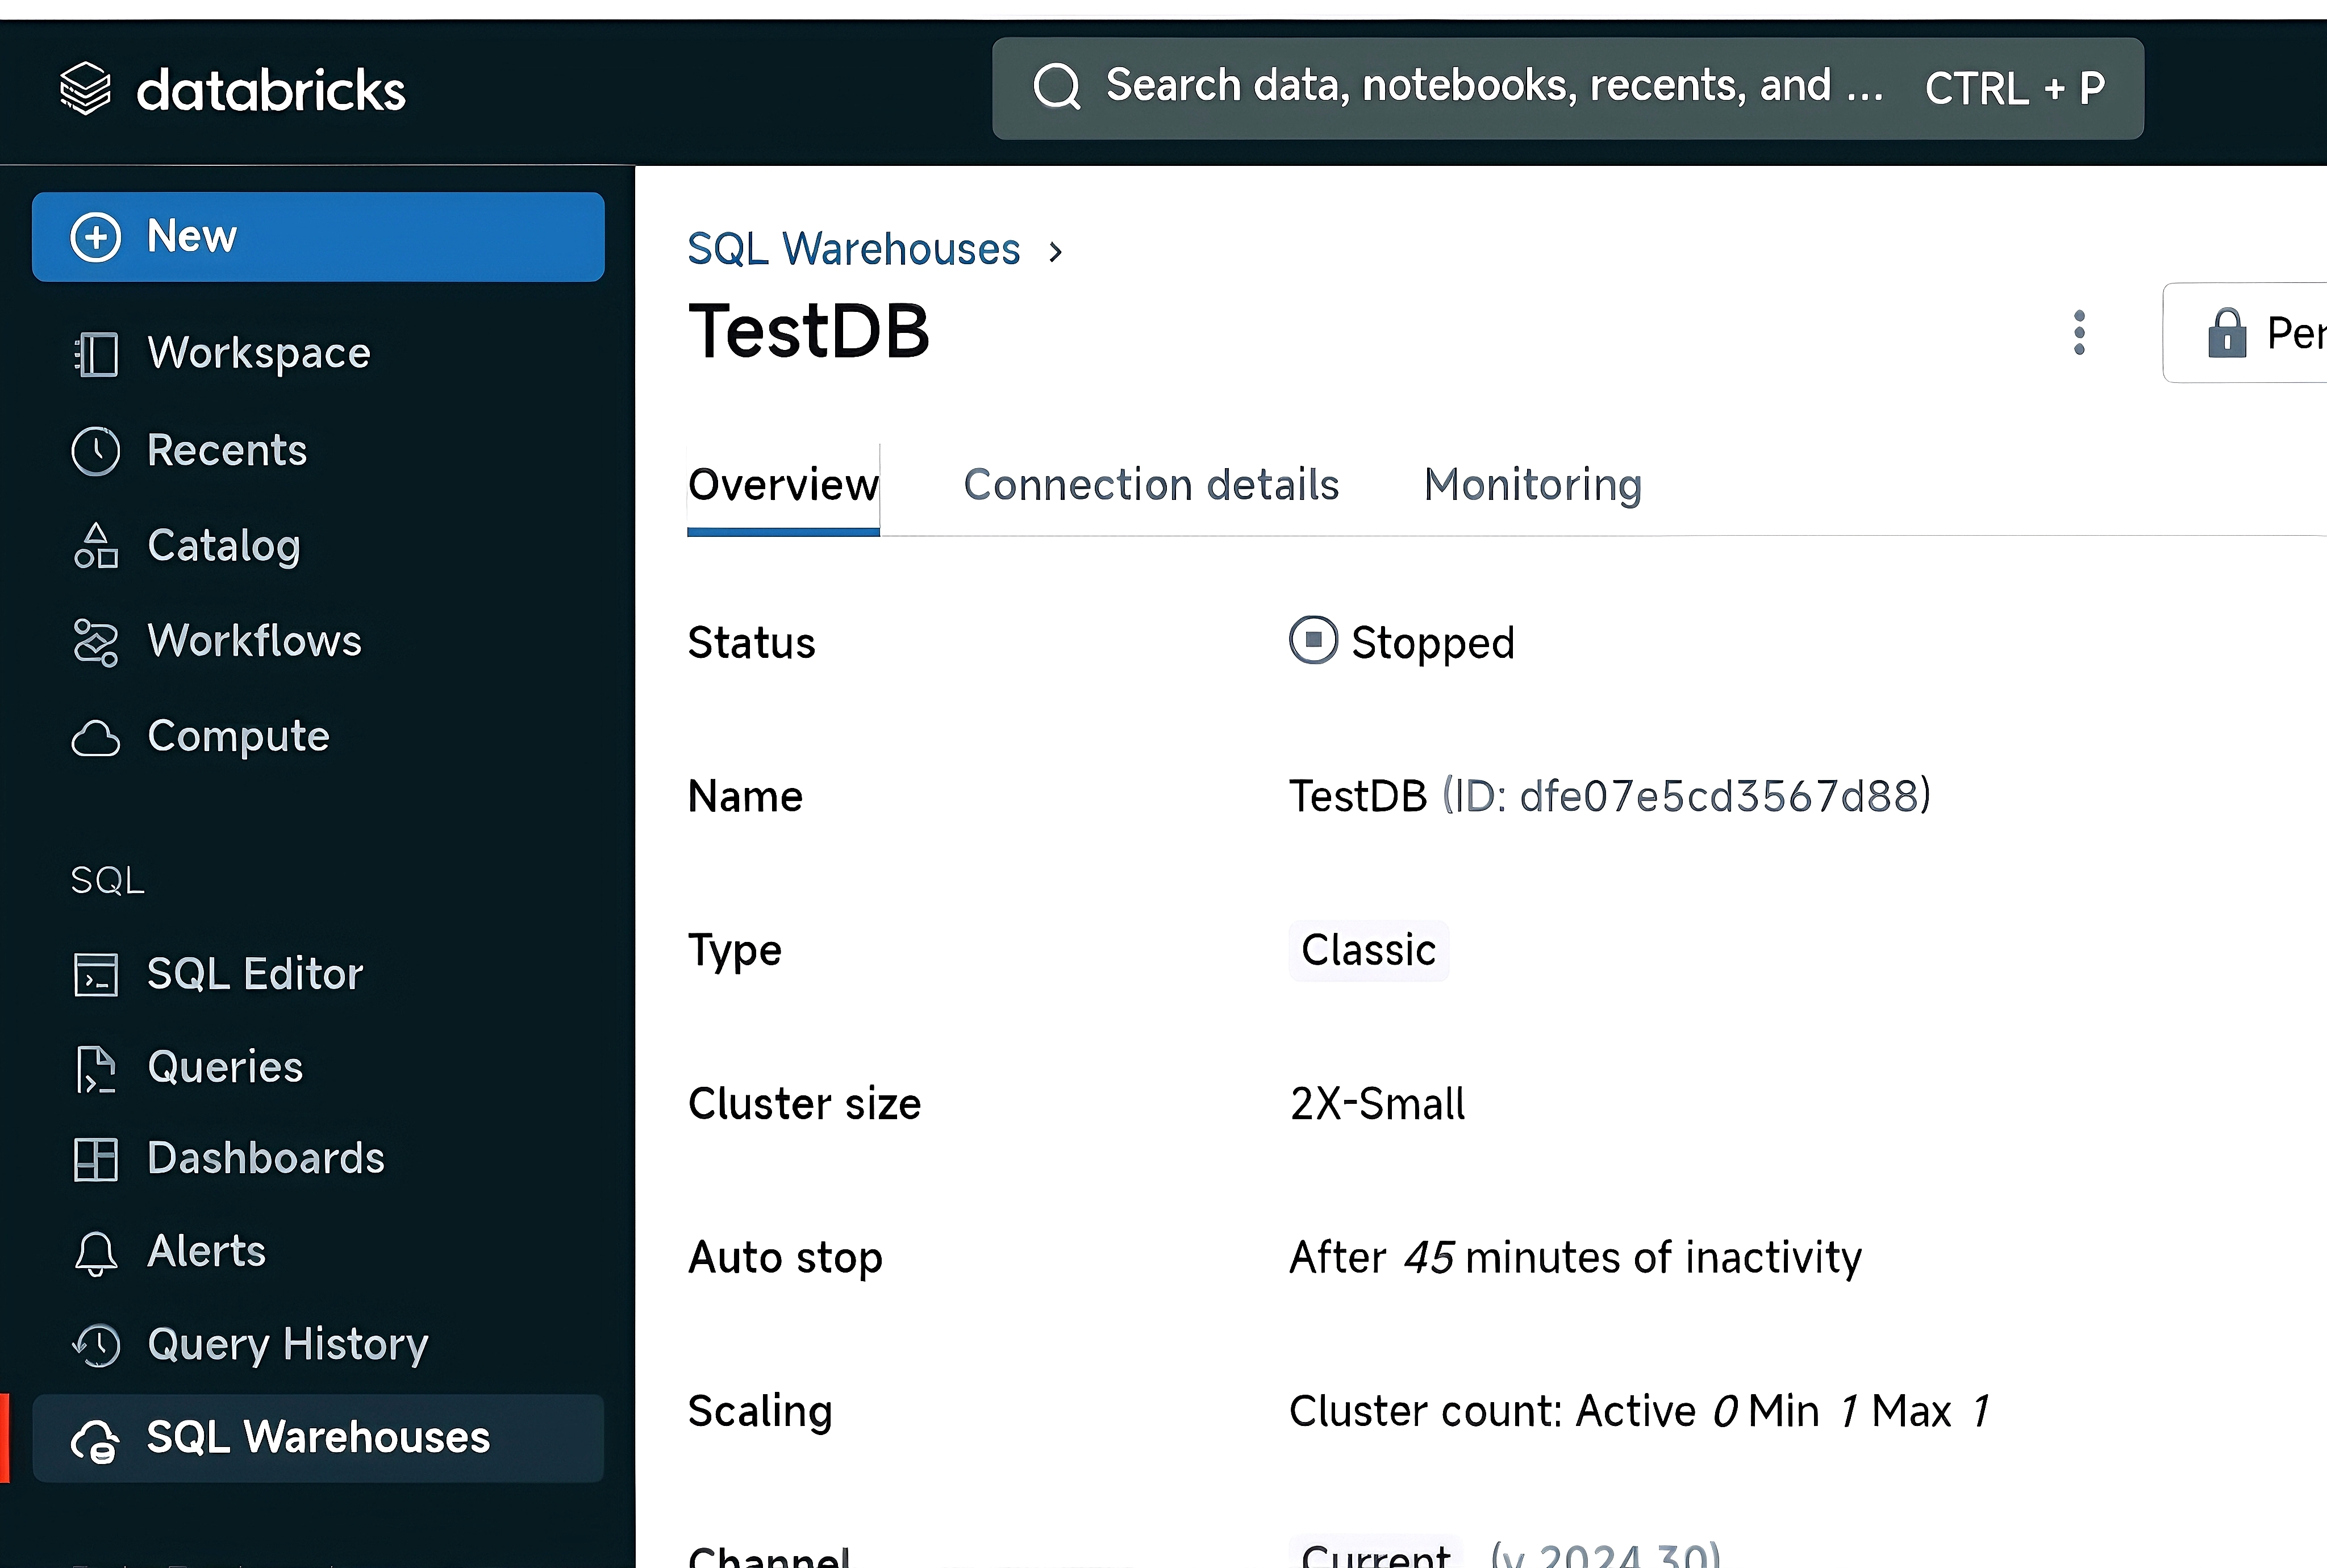 databricks
Search data, notebooks, recents, and ... CTRL + P
New
Workspace
Recents
Catalog
Workflows
Compute
SQL
SQL Editor
Queries
Dashboards
Alerts
Query History
SQL Warehouses
SQL Warehouses >
TestDB
Per
Overview Connection details Monitoring
Status Stopped
Name TestDB (ID: dfe07e5cd3567d88)
Type Classic
Cluster size 2X-Small
Auto stop After 45 minutes of inactivity
Scaling Cluster count: Active 0 Min 1 Max 1
Channel Current (v 2024.30)